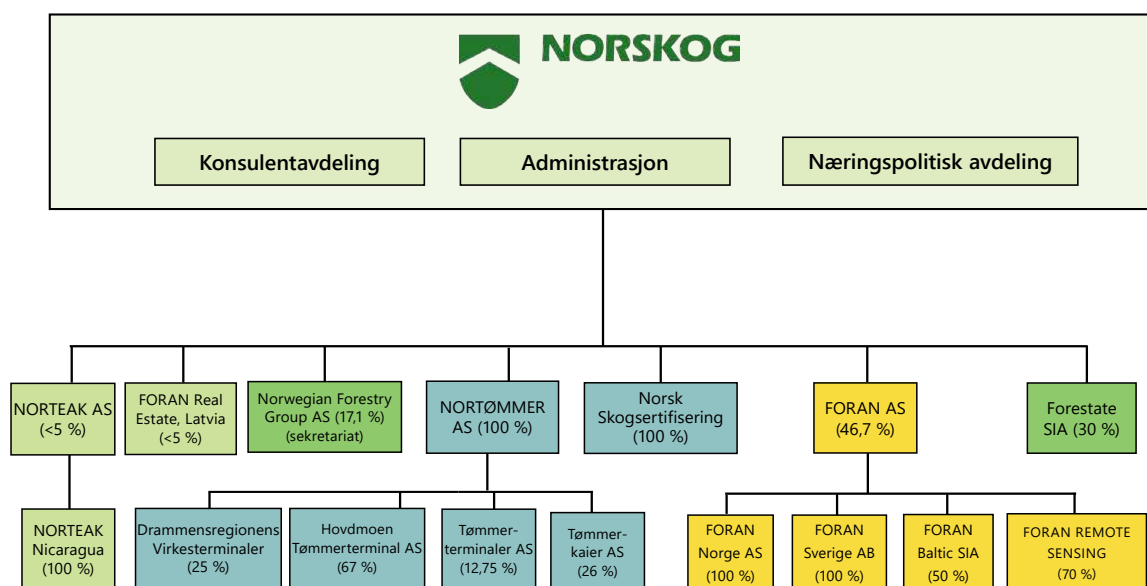 NORSKOG
Konsulentavdeling
Administrasjon
Næringspolitisk avdeling
NORTEAK AS
(<5 %)
FORAN Real
Estate, Latvia
(<5 %)
Norwegian Forestry
Group AS (17,1 %)
(sekretariat)
NORTØMMER
AS (100 %)
Norsk
Skogsertifisering
(100 %)
FORAN AS
(46,7 %)
Forestate
SIA (30 %)
NORTEAK
Nicaragua
(100 %)
Drammensregionens
Virkesterminaler
(25 %)
Hovdmoen
Tømmerterminal AS
(67 %)
Tømmer-
terminaler AS
(12,75 %)
Tømmer-
kaier AS
(26 %)
FORAN
Norge AS
(100 %)
FORAN
Sverige AB
(100 %)
FORAN
Baltic SIA
(50 %)
FORAN REMOTE
SENSING
(70 %)